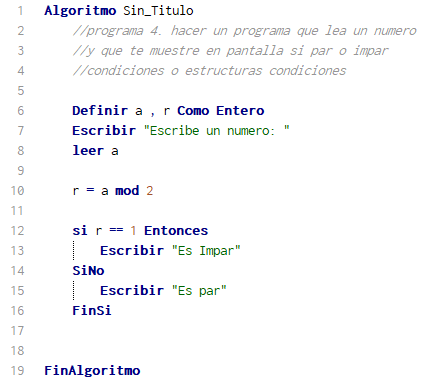 1 Algoritmo Sin_Titulo
2 //programa 4. hacer un programa que lea un numero
3 //y que te muestre en pantalla si par o impar
4 //condiciones o estructuras condiciones
5
6 Definir a , r Como Entero
7 Escribir "Escribe un numero: "
8 leer a
9
10 r = a mod 2
11
12 si r == 1 Entonces
13 Escribir "Es Impar"
14 SiNo
15 Escribir "Es par"
16 FinSi
17
18
19 FinAlgoritmo